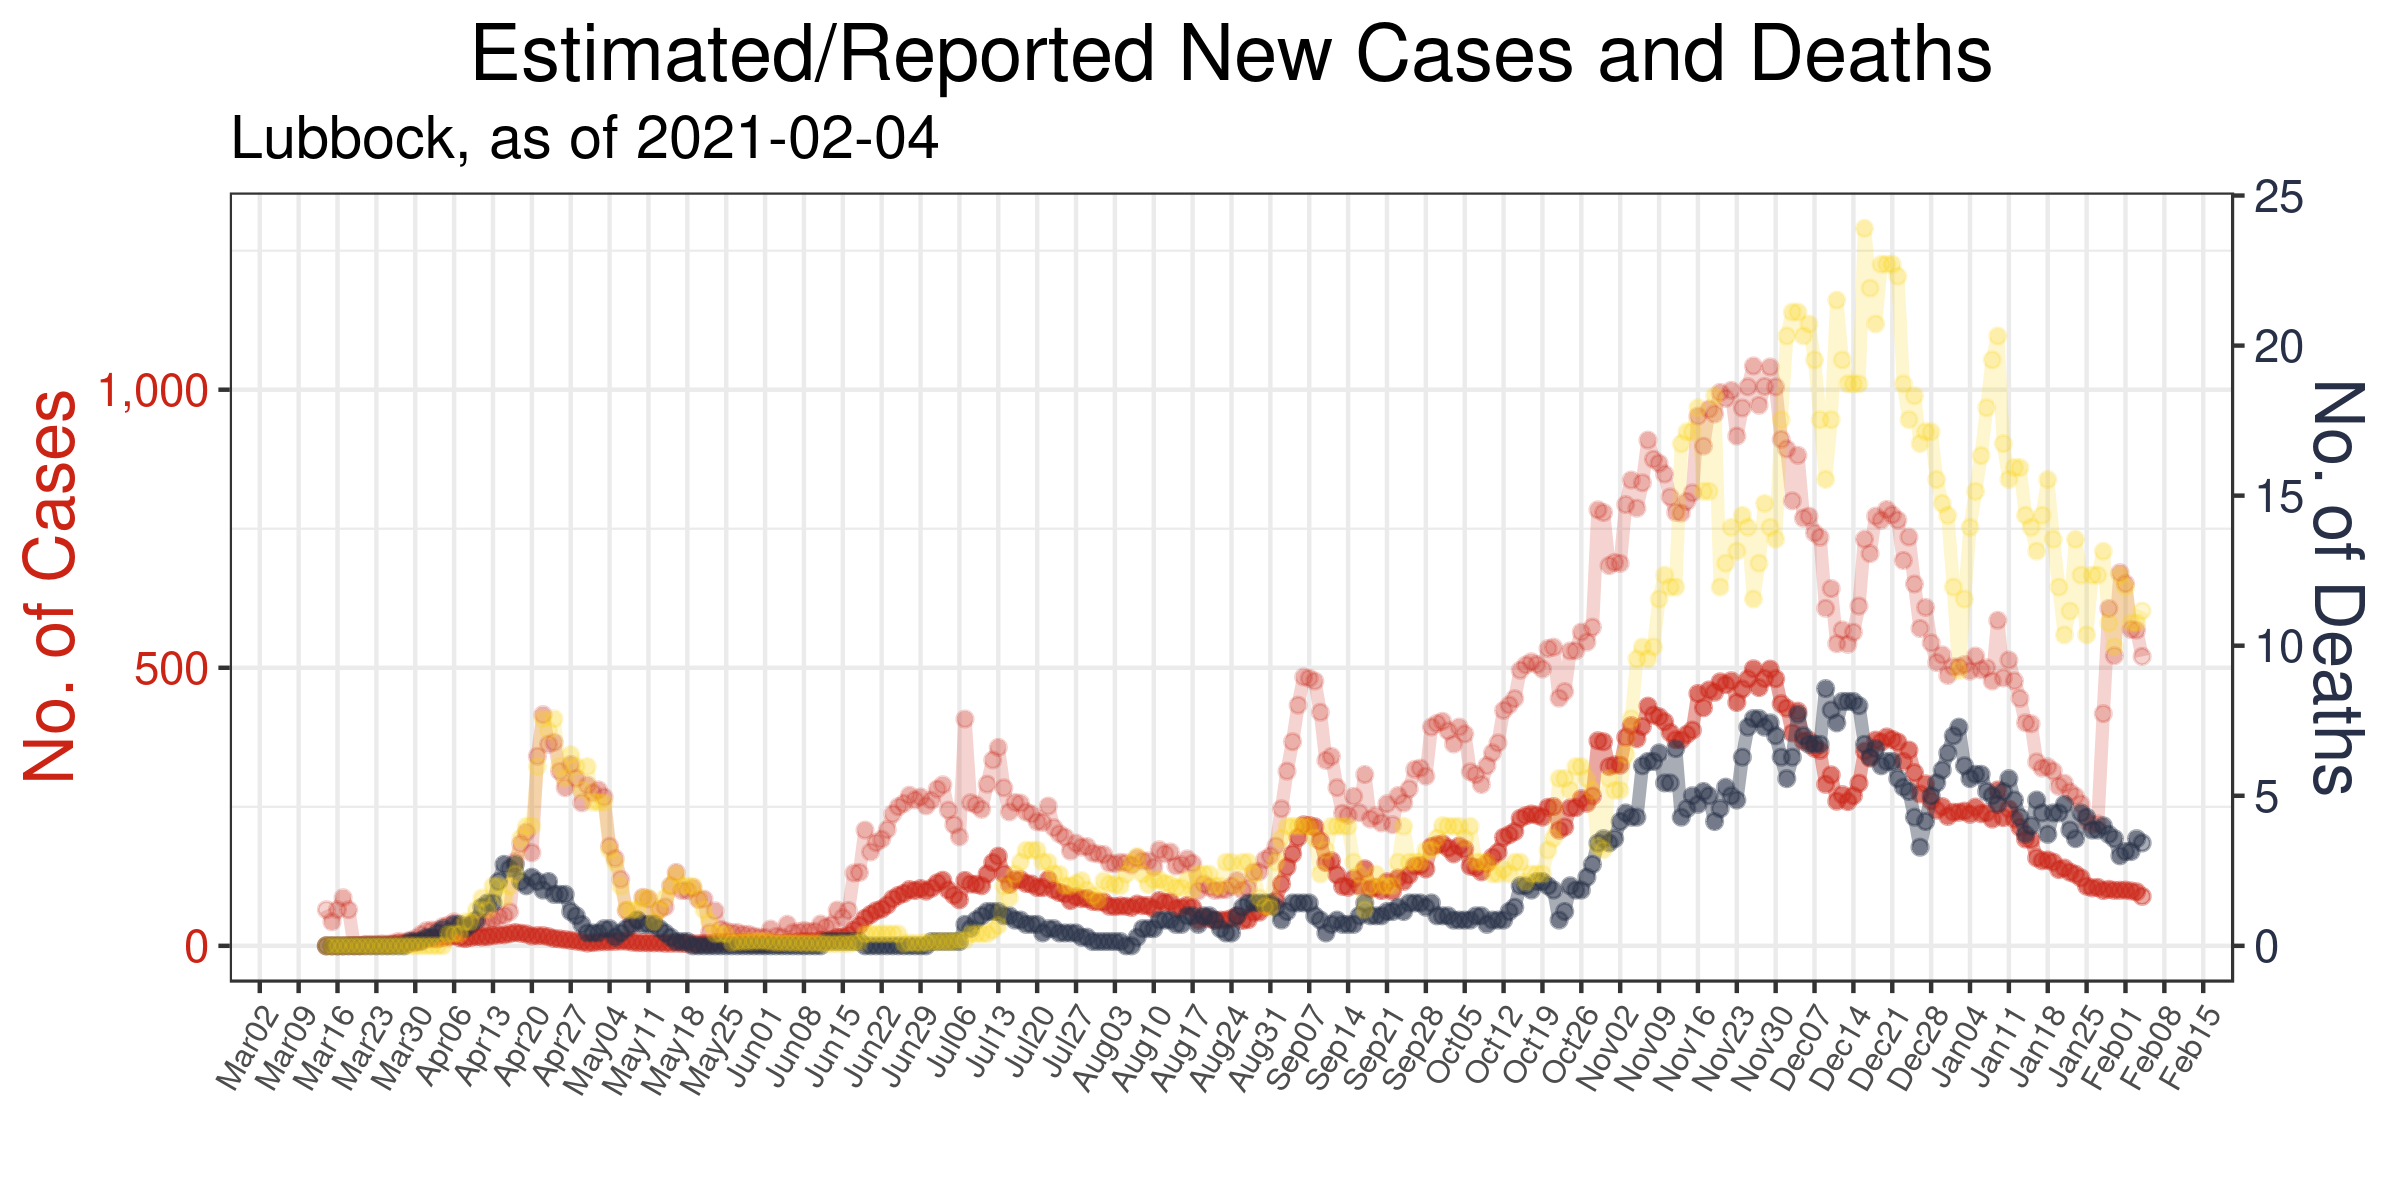 Estimated/Reported New Cases and Deaths
Lubbock, as of 2021-02-04
No. of Cases
1,000
500
0
25
20
15
10
5
0
No. of Deaths
Mar02 Mar09 Mar16 Mar23 Mar30 Apr06 Apr13 Apr20 Apr27 May04 May11 May18 May25 Jun01 Jun08 Jun15 Jun22 Jun29 Jul06 Jul13 Jul20 Jul27 Aug03 Aug10 Aug17 Aug24 Aug31 Sep07 Sep14 Sep21 Sep28 Oct05 Oct12 Oct19 Oct26 Nov02 Nov09 Nov16 Nov23 Nov30 Dec07 Dec14 Dec21 Dec28 Jan04 Jan11 Jan18 Jan25 Feb01 Feb08 Feb15